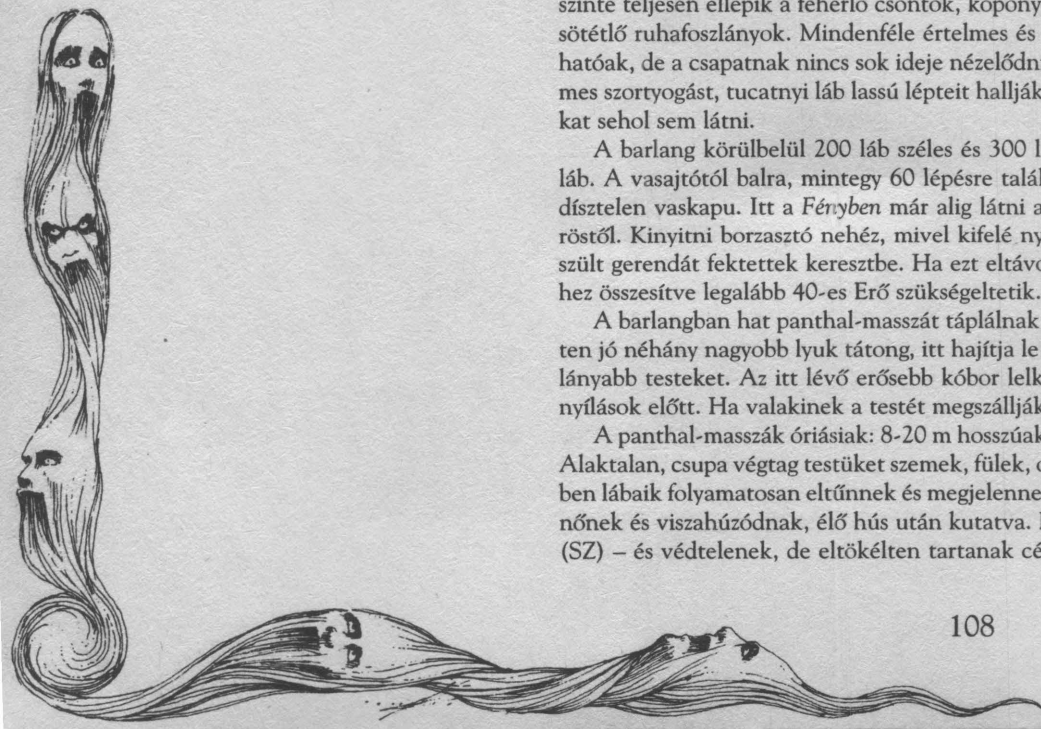 szinte teljesen ellepik a fehérlő csontok, kopony
sötétlő ruhafoszlányok. Mindenféle értelmes és
hatóak, de a csapatnak nincs sok ideje nézelődn
mes szortyogást, tucatnyi láb lassú lépteit hallják
kat sehol sem látni.
A barlang körülbelül 200 láb széles és 300 l
láb. A vasajtótól balra, mintegy 60 lépésre talál
dísztelen vaskapu. Itt a Fényben már alig látni a
röstől. Kinyitni borzasztó nehéz, mivel kifelé ny
szült gerendát fektettek keresztbe. Ha ezt eltávo
hez összesítve legalább 40-es Erő szükségeltetik.
A barlangban hat panthal-masszát táplálnak
ten jó néhány nagyobb lyuk tátong, itt hajítja le
lányabb testeket. Az itt lévő erősebb kóbor lelk
nyílások előtt. Ha valakinek a testét megszállják
A panthal-masszák óriásiak: 8-20 m hosszúak
Alaktalan, csupa végtag testüket szemek, fülek,
ben lábaik folyamatosan eltűnnek és megjelenne
nőnek és viszahúzódnak, élő hús után kutatva.
(SZ) – és védtelenek, de eltökélten tartanak cé
108